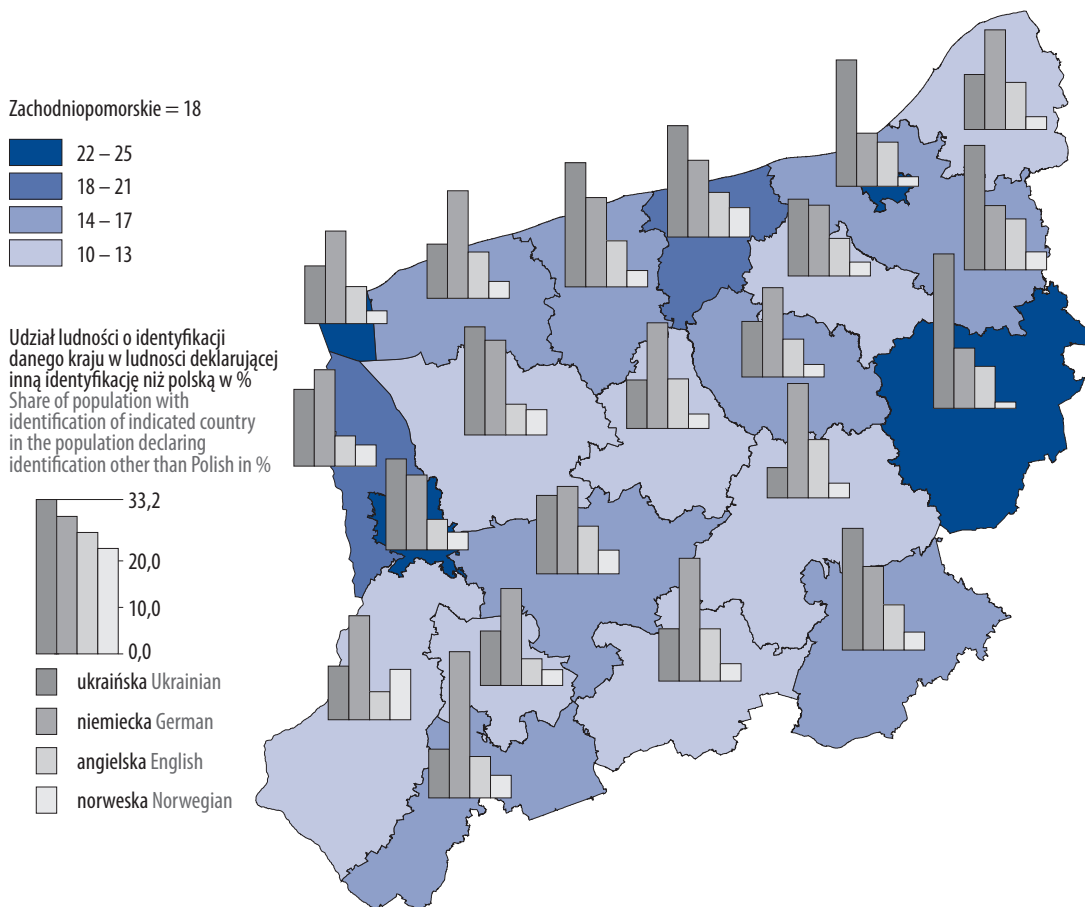 Zachodniopomorskie = 18
22 – 25
18 – 21
14 – 17
10 – 13
Udział ludności o identyfikacji
danego kraju w ludnosci deklarującej
inną identyfikację niż polską w %
Share of population with
identification of indicated country
in the population declaring
identification other than Polish in %
33,2
20,0
10,0
0,0
ukraińska Ukrainian
niemiecka German
angielska English
norweska Norwegian